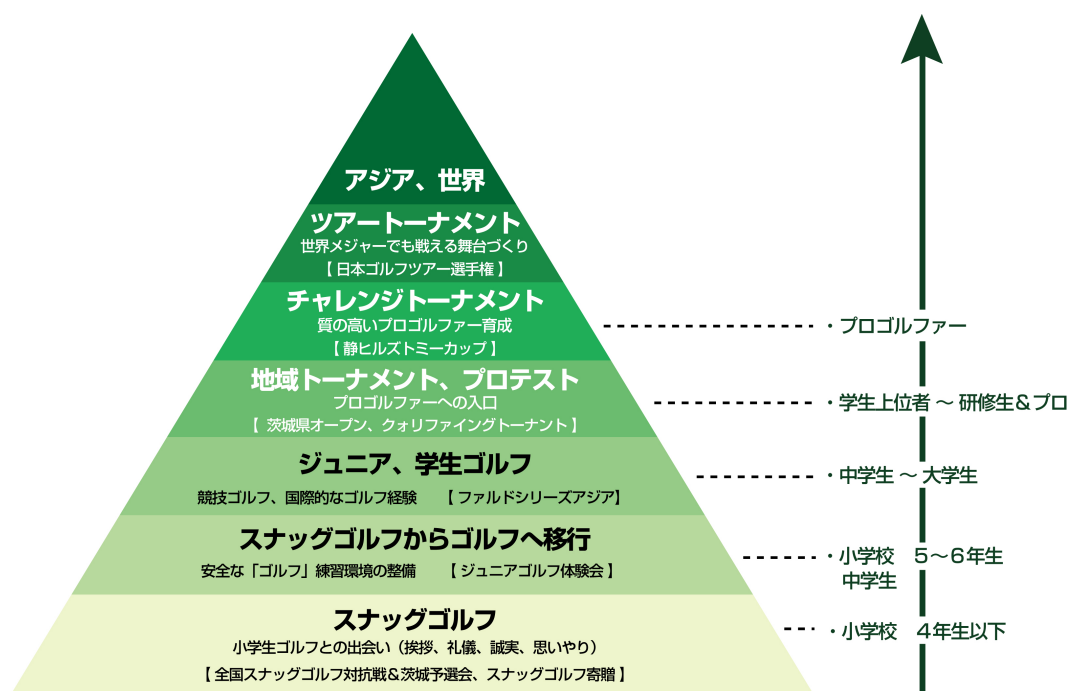 アジア、世界
ツアートーナメント
世界メジャーでも戦える舞台づくり
【 日本ゴルフツアー選手権 】
チャレンジトーナメント
質の高いプロゴルファー育成
【 静ヒルズトミーカップ 】
・プロゴルファー
地域トーナメント、プロテスト
プロゴルファーへの入口
【 茨城県オープン、クォリファイングトーナント 】
・学生上位者 ～ 研修生＆プロ
ジュニア、学生ゴルフ
競技ゴルフ、国際的なゴルフ経験 【 ファルドシリーズアジア】
・中学生 ～ 大学生
スナッグゴルフからゴルフへ移行
安全な「ゴルフ」練習環境の整備 【 ジュニアゴルフ体験会 】
・小学校 5～6年生
中学生
スナッグゴルフ
小学生ゴルフとの出会い（挨拶、礼儀、誠実、思いやり）
【 全国スナッグゴルフ対抗戦＆茨城予選会、スナッグゴルフ寄贈 】
・小学校 4年生以下